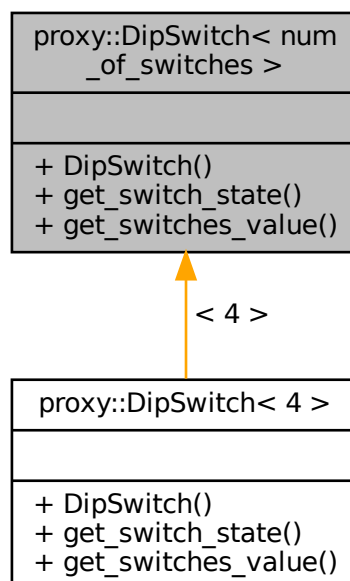 proxy::DipSwitch< num
_of_switches >
+ DipSwitch()
+ get_switch_state()
+ get_switches_value()
< 4 >
proxy::DipSwitch< 4 >
+ DipSwitch()
+ get_switch_state()
+ get_switches_value()